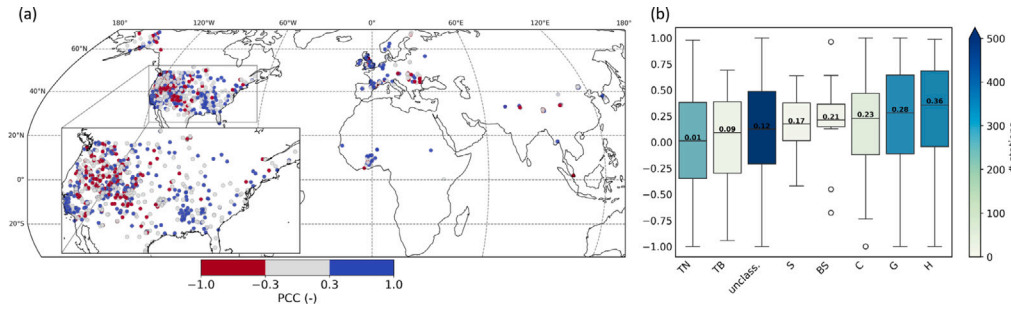 (a)
180° 120°W 60°W 0° 60°E 120°E 180°
60°N
40°N
20°N
0°
20°S
−1.0 −0.3 0.3 1.0
PCC (-)
(b)
1.00
0.75
0.50
0.25
0.00
−0.25
−0.50
−0.75
−1.00
0.01 0.09 0.12 0.17 0.21 0.23 0.28 0.36
TN TB unclass. S BS C G H
500
400
300
200
100
0